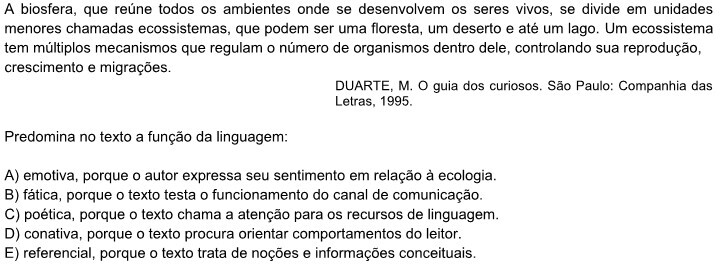 A biosfera, que reúne todos os ambientes onde se desenvolvem os seres vivos, se divide em unidades
menores chamadas ecossistemas, que podem ser uma floresta, um deserto e até um lago. Um ecossistema
tem múltiplos mecanismos que regulam o número de organismos dentro dele, controlando sua reprodução,
crescimento e migrações.
DUARTE, M. O guia dos curiosos. São Paulo: Companhia das
Letras, 1995.
Predomina no texto a função da linguagem:
A) emotiva, porque o autor expressa seu sentimento em relação à ecologia.
B) fática, porque o texto testa o funcionamento do canal de comunicação.
C) poética, porque o texto chama a atenção para os recursos de linguagem.
D) conativa, porque o texto procura orientar comportamentos do leitor.
E) referencial, porque o texto trata de noções e informações conceituais.